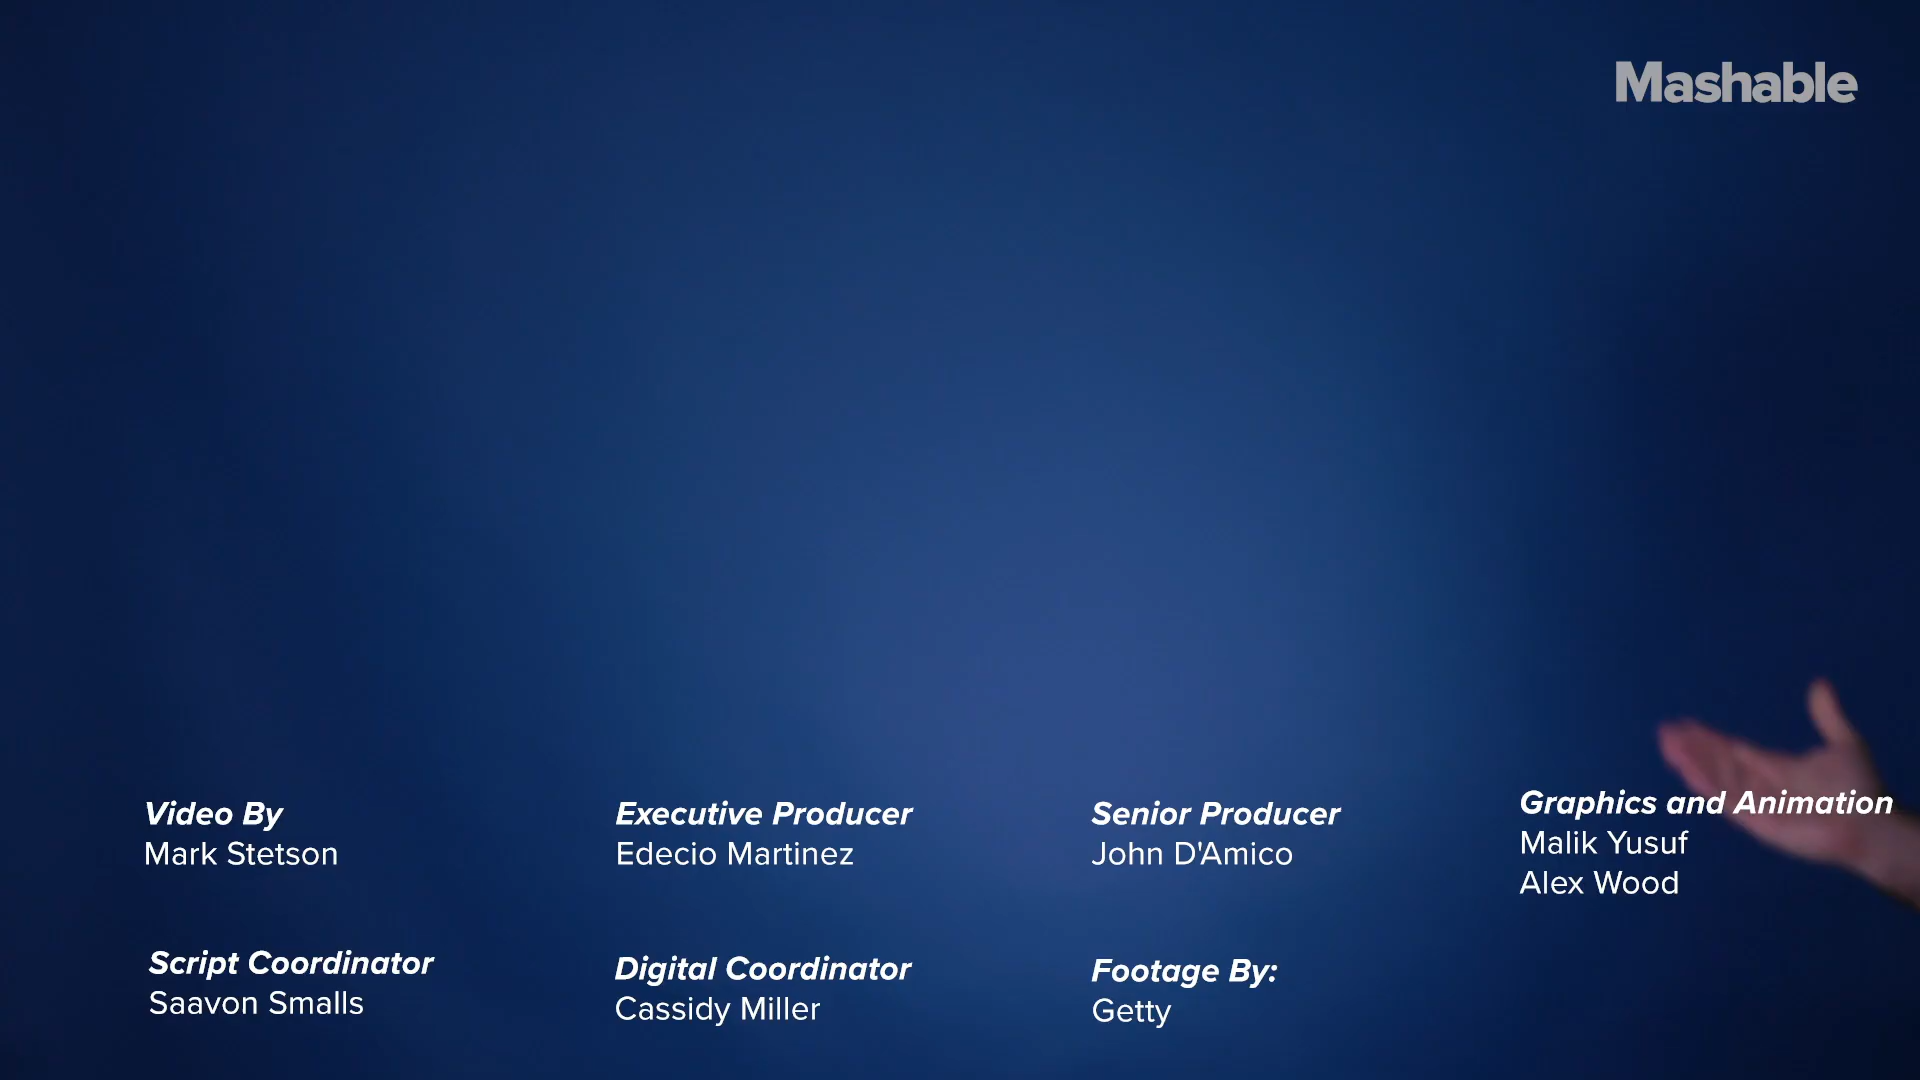 Mashable
Video By
Mark Stetson
Executive Producer
Edecio Martinez
Senior Producer
John D'Amico
Graphics and Animation
Malik Yusuf
Alex Wood
Script Coordinator
Saavon Smalls
Digital Coordinator
Cassidy Miller
Footage By:
Getty